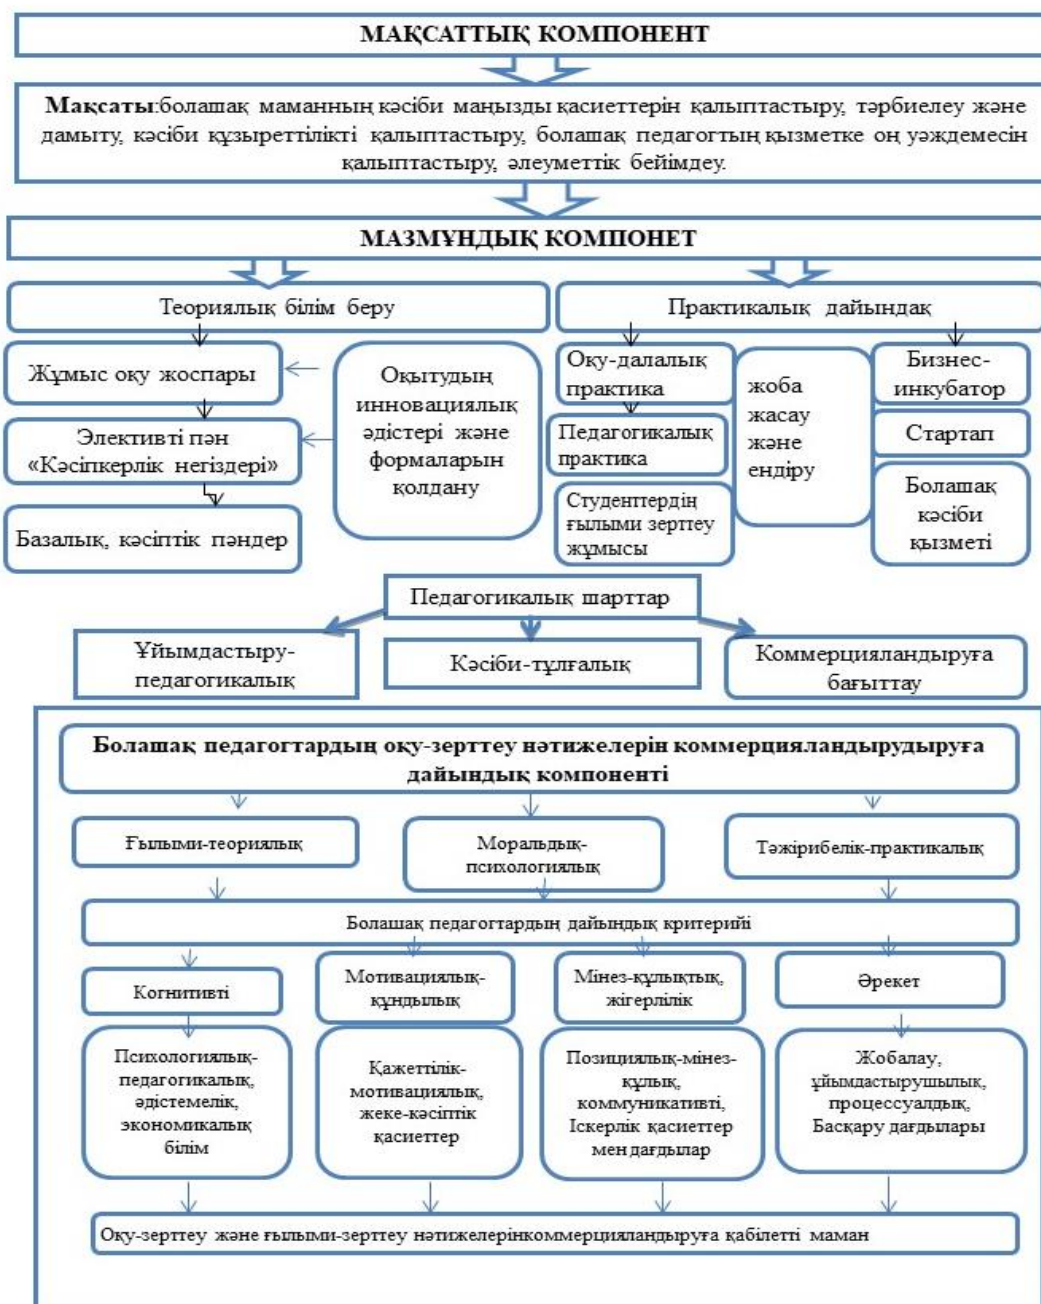 МАҚСАТТЫҚ КОМПОНЕНТ
Мақсаты:болашақ маманның кәсіби маңызды қасиеттерін қалыптастыру, тәрбиелеу және
дамыту, кәсіби құзыреттілікті қалыптастыру, болашақ педагогтың қызметке оң уәждемесін
қалыптастыру, әлеуметтік бейімдеу.
МАЗМҰНДЫҚ КОМПОНЕТ
Теориялық білім беру
Практикалық дайындақ
Жұмыс оқу жоспары
Элективті пән
«Кәсіпкерлік негіздері»
Базалық, кәсіптік пәндер
Оқытудың
инновациялық
әдістері және
формаларын
қолдану
Оқу-далалық
практика
Педагогикалық
практика
Студенттердің
ғылыми зерттеу
жұмысы
жоба
жасау
және
ендіру
Бизнес-
инкубатор
Стартап
Болашақ
кәсіби
қызметі
Педагогикалық шарттар
Ұйымдастыру-
педагогикалық
Кәсіби-тұлғалық
Коммерцияландыруға
бағыттау
Болашақ педагогтардың оқу-зерттеу нәтижелерін коммерцияландырудыруға
дайындық компоненті
Ғылыми-теориялық
Моральдық-
психологиялық
Тәжірибелік-практикалық
Болашақ педагогтардың дайындық критерийі
Когнитивті
Мотивациялық-
құндылық
Мінез-құлықтық,
жігерлілік
Әрекет
Психологиялық-
педагогикалық,
әдістемелік,
экономикалық
білім
Қажеттілік-
мотивациялық,
жеке-кәсіптік
қасиеттер
Позициялық-мінез-
құлық,
коммуникативті,
Іскерлік қасиеттер
мен дағдылар
Жобалау,
ұйымдастырушылық,
процессуалдық,
Басқару дағдылары
Оқу-зерттеу және ғылыми-зерттеу нәтижелерінкоммерцияландыруға қабілетті маман